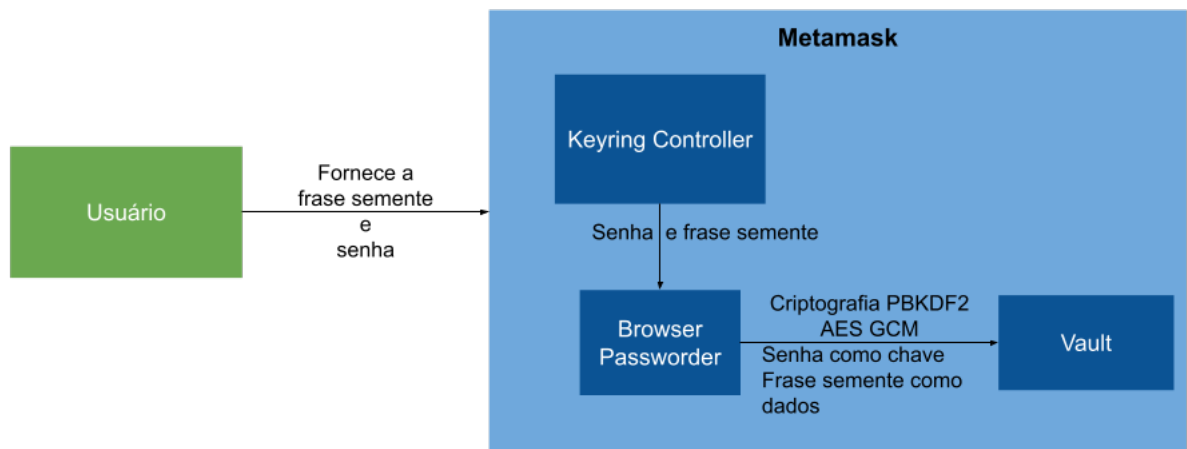 Metamask
Keyring Controller
Usuário
Fornece a
frase semente
e
senha
Senha e frase semente
Browser
Passworder
Criptografia PBKDF2
AES GCM
Senha como chave
Frase semente como
dados
Vault